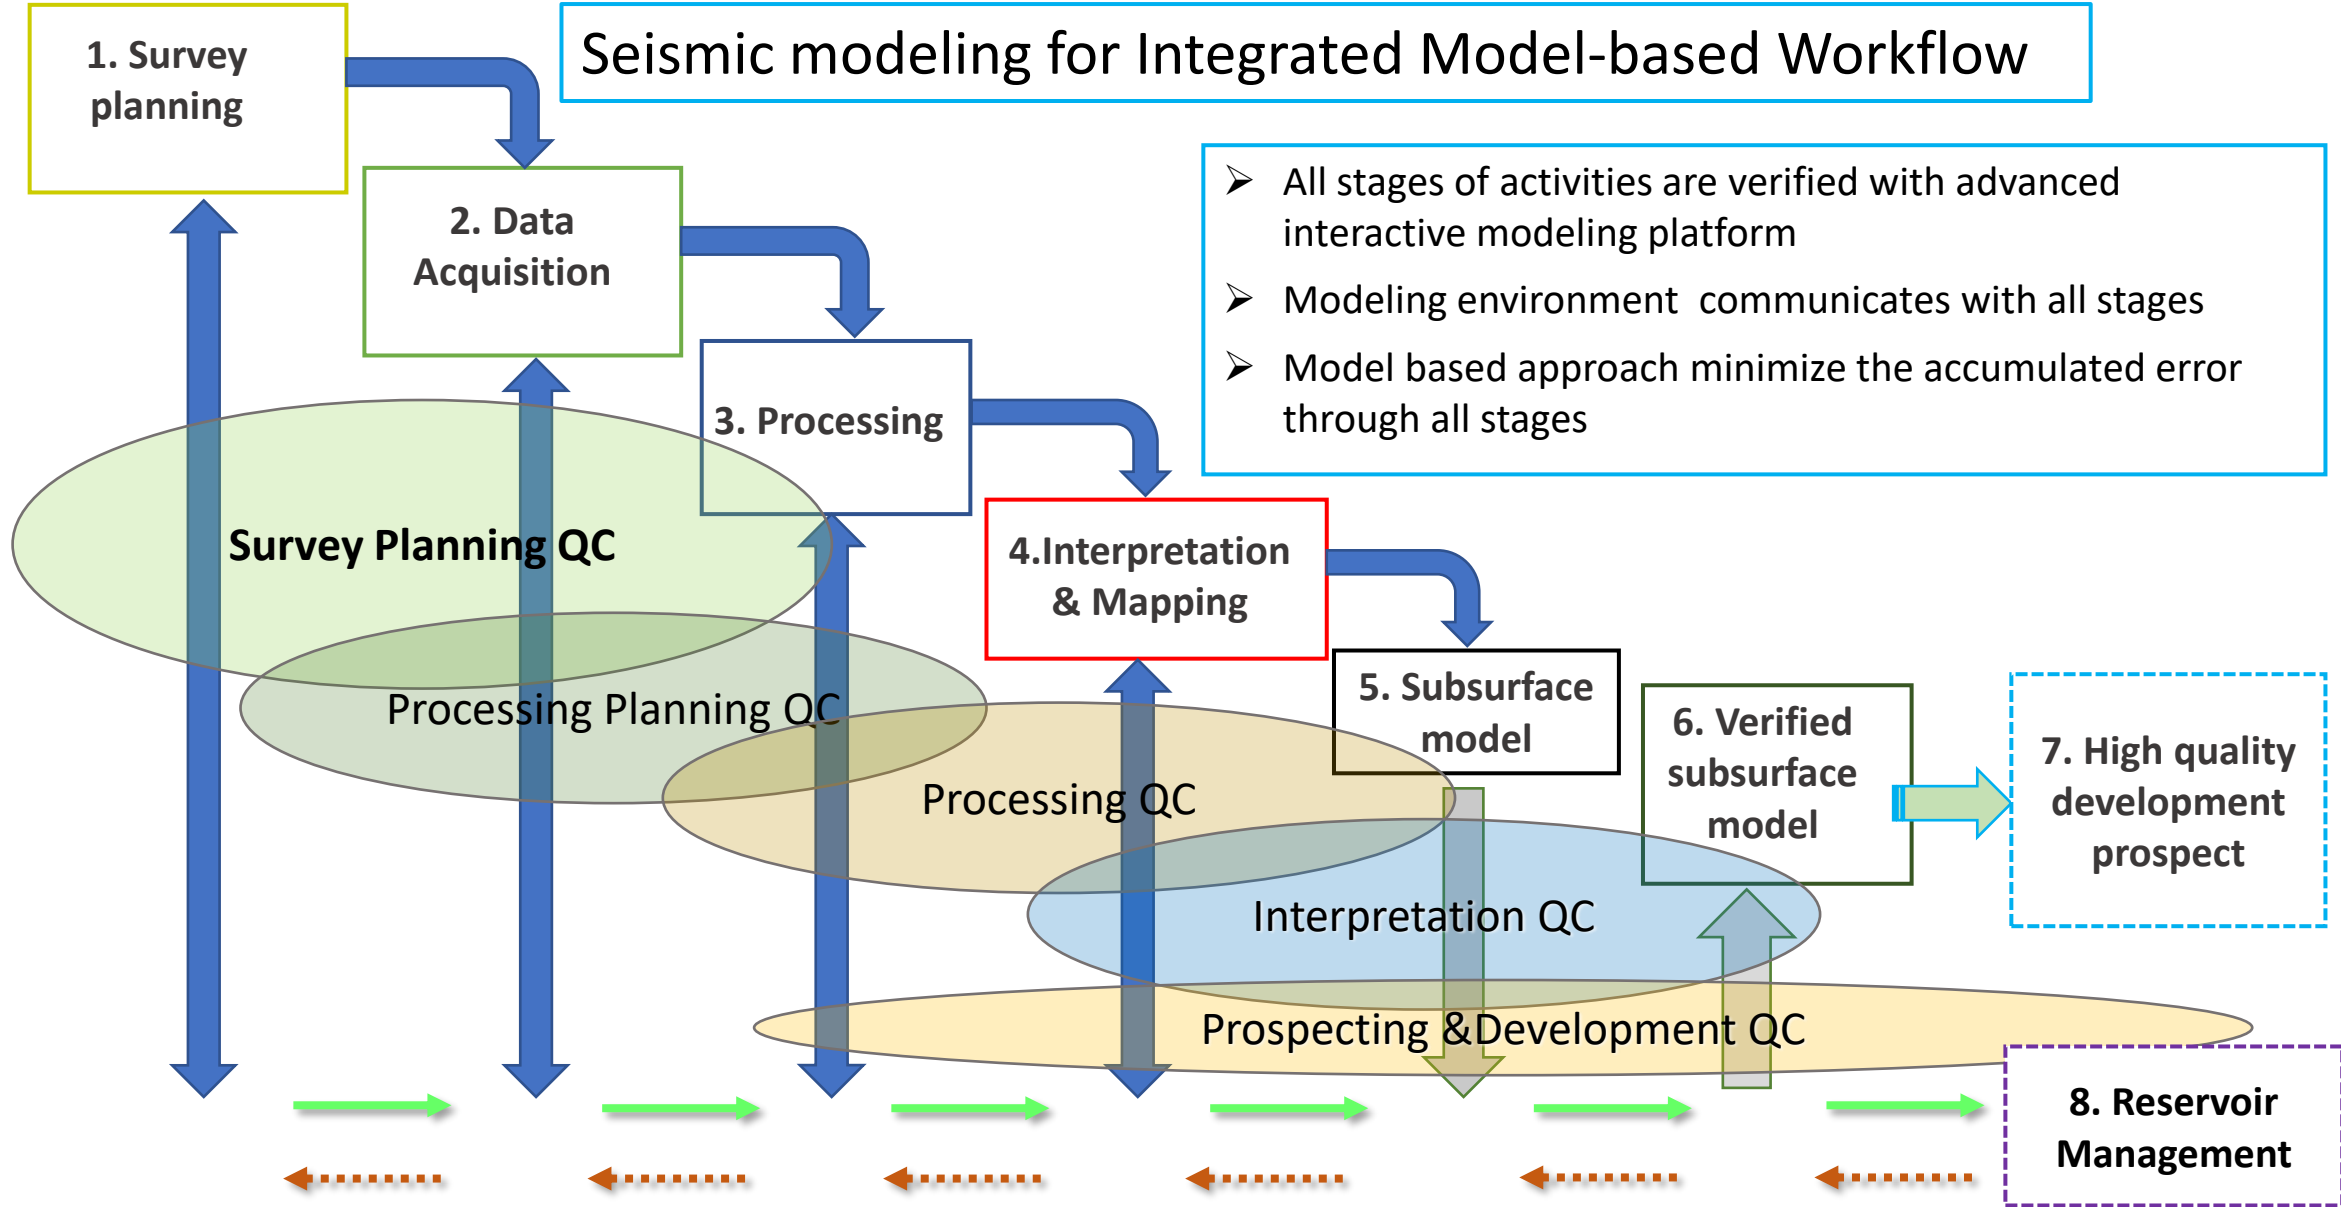 Seismic modeling for Integrated Model-based Workflow
1. Survey
planning
2. Data
Acquisition
3. Processing
4.Interpretation
& Mapping
5. Subsurface
model
6. Verified
subsurface
model
7. High quality
development
prospect
8. Reservoir
Management
➢ All stages of activities are verified with advanced
interactive modeling platform
➢ Modeling environment  communicates with all stages
➢ Model based approach minimize the accumulated error
through all stages
Survey Planning QC
Processing Planning QC
Processing QC
Interpretation QC
Prospecting &Development QC